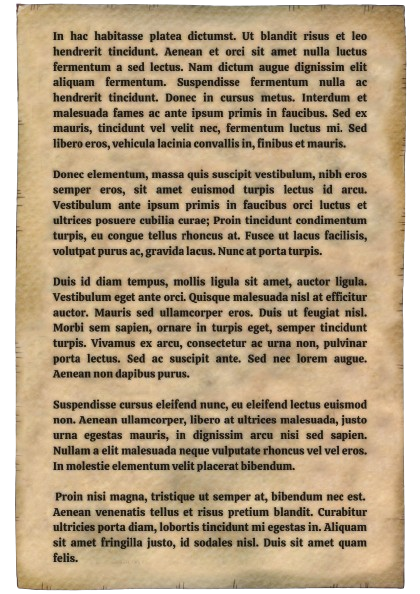 In hac habitasse platea dictumst. Ut blandit risus et leo
hendrerit tincidunt. Aenean et orci sit amet nulla luctus
fermentum a sed lectus. Nam dictum augue dignissim elit
aliquam fermentum. Suspendisse fermentum nulla ac
hendrerit tincidunt. Donec in cursus metus. Interdum et
malesuada fames ac ante ipsum primis in faucibus. Sed ex
mauris, tincidunt vel velit nec, fermentum luctus mi. Sed
libero eros, vehicula lacinia convallis in, finibus et mauris.

Donec elementum, massa quis suscipit vestibulum, nibh eros
semper eros, sit amet euismod turpis lectus id arcu.
Vestibulum ante ipsum primis in faucibus orci luctus et
ultrices posuere cubilia curae; Proin tincidunt condimentum
turpis, eu congue tellus rhoncus at. Fusce ut lacus facilisis,
volutpat purus ac, gravida lacus. Nunc at porta turpis.

Duis id diam tempus, mollis ligula sit amet, auctor ligula.
Vestibulum eget ante orci. Quisque malesuada nisl at efficitur
auctor. Mauris sed ullamcorper eros. Duis ut feugiat nisl.
Morbi sem sapien, ornare in turpis eget, semper tincidunt
turpis. Vivamus ex arcu, consectetur ac urna non, pulvinar
porta lectus. Sed ac suscipit ante. Sed nec lorem augue.
Aenean non dapibus purus.

Suspendisse cursus eleifend nunc, eu eleifend lectus euismod
non. Aenean ullamcorper, libero at ultrices malesuada, justo
urna egestas mauris, in dignissim arcu nisi sed sapien.
Nullam a elit malesuada neque vulputate rhoncus vel vel eros.
In molestie elementum velit placerat bibendum.

Proin nisi magna, tristique ut semper at, bibendum nec est.
Aenean venenatis tellus et risus pretium blandit. Curabitur
ultricies porta diam, lobortis tincidunt mi egestas in. Aliquam
sit amet fringilla justo, id sodales nisl. Duis sit amet quam
felis.